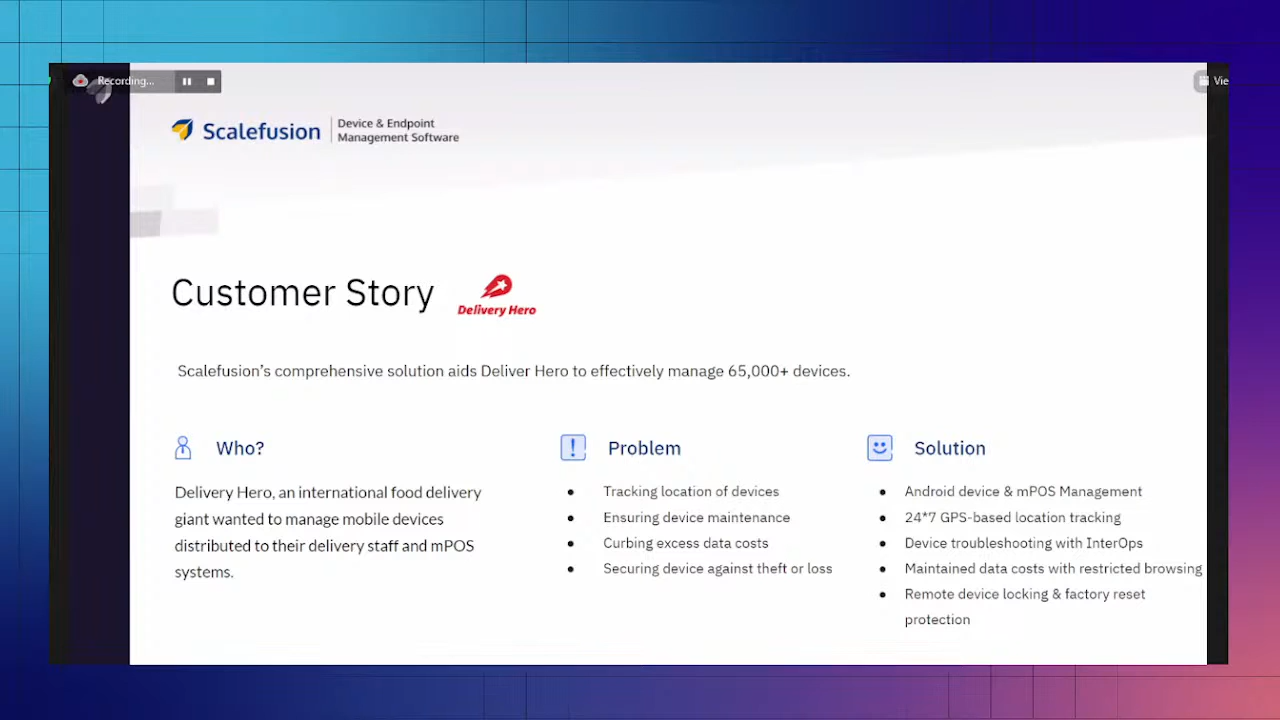 Recording...
Vie
Scalefusion
Device & Endpoint
Management Software
Customer Story
Delivery Hero
Scalefusion's comprehensive solution aids Deliver Hero to effectively manage 65,000+ devices.
Who?
Delivery Hero, an international food delivery
giant wanted to manage mobile devices
distributed to their delivery staff and mPOS
systems.
Problem
• Tracking location of devices
• Ensuring device maintenance
• Curbing excess data costs
• Securing device against theft or loss
Solution
• Android device & mPOS Management
• 24*7 GPS-based location tracking
• Device troubleshooting with InterOps
• Maintained data costs with restricted browsing
• Remote device locking & factory reset
protection